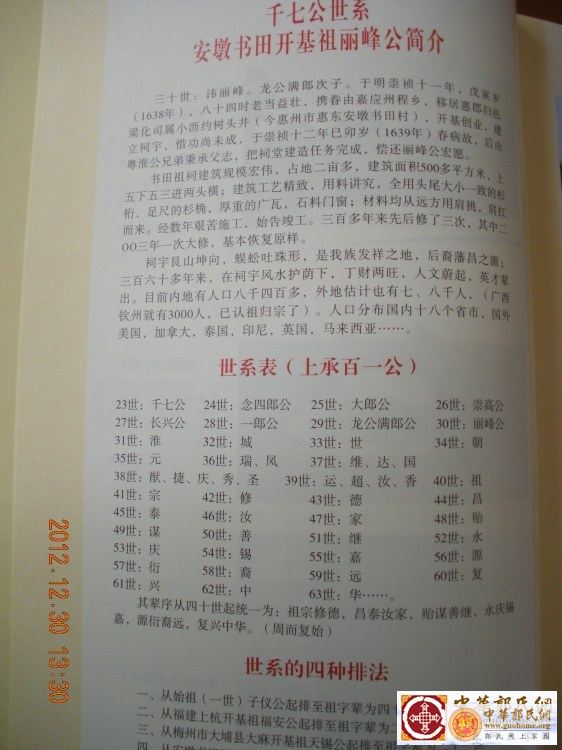 千七公世系
安墩书田开基祖丽峰公简介
三十世：讳丽峰。龙公满郎次子。于明崇祯十一年，戊寅岁
（1638年），八十四时老当益壮，携眷由嘉应州程乡，移居惠郡归邑
梁化司属小沥约树头井（今惠州市惠东安墩书田村），开基创业，建
立祠宇，惜功尚未成，于崇祯十二年巳卯岁（1639年）春病故，后由
粤淮公兄弟秉承父志，把祠堂建造任务完成，偿还丽峰公宏愿。
书田祖祠建筑规模宏伟，占地二亩多，建筑面积500多平方米，上
五下五三进两头横；建筑工艺精致，用料讲究，全用头尾大小一致的杉
桁，足尺的杉桷，厚重的广瓦，石料门窗；材料均从远方用肩挑，肩扛
而来。经数年艰苦施工，始告竣工。三百多年来先后修了三次，其中二
OO三年一次大修，基本恢复原样。
祠宇艮山坤向，蜈蚣吐珠形，是我族发祥之地，后裔藩昌之源；
三百六十多年来，在祠宇风水护荫下，丁财两旺，人文蔚起，英才辈
出。目前内地有人口八千四百多，外地估计也有七、八千人，（广西
钦州就有3000人，已认祖归宗了）。人口分布国内十八个省市，国外
美国，加拿大，泰国，印尼，英国，马来西亚……。
世系表（上承百一公）
23世：千七公 24世：念四郎公 25世：大郎公 26世：崇高公
27世：长兴公 28世：一郎公 29世：龙公满郎公 30世：丽峰公
31世：淮 32世：城 33世：世 34世：朝
35世：元 36世：瑞、凤 37世：维、达、国
38世：猷、捷、庆、秀、圣 39世：运、超、汝、香 40世：祖
41世：宗 42世：修 43世：德 44世：昌
45世：泰 46世：汝 47世：家 48世：贻
49世：谋 50世：善 51世：继 52世：永
53世：庆 54世：锡 55世：嘉 56世：源
57世：衍 58世：裔 59世：远 60世：复
61世：兴 62世：中 63世：华……。
其辈序从四十世起统一为：祖宗修德，昌泰汝家，贻谋善继，永庆锡
嘉，源衍裔远，复兴中华。（周而复始）
世系的四种排法
一、从始祖（一世）子仪公起排至祖字辈为四十
二、从福建上杭开基祖福安公起排至祖字辈为
三、从梅州市大埔县大麻开基祖天锡公起排至
四、从安墩
2012.12.30 13:30
中华郭氏网
www.guohome.org
郭氏网上家园